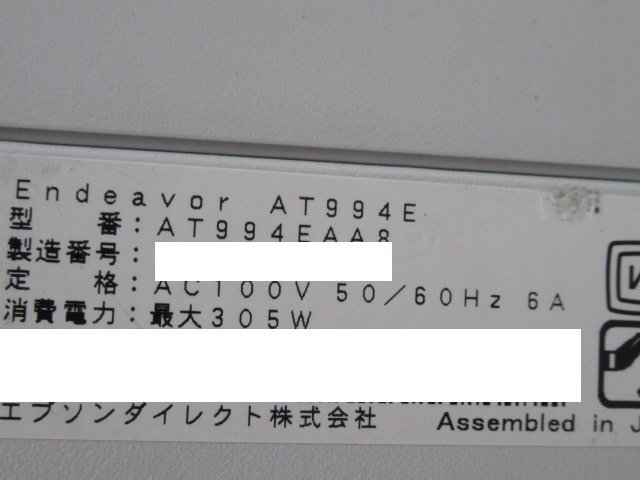 Endeavor AT994E
型　　番：AT994EAA8
製造番号：
定　　格：AC100V 50/60Hz 6A
消費電力：最大305W
エプソンダイレクト株式会社 Assembled in J